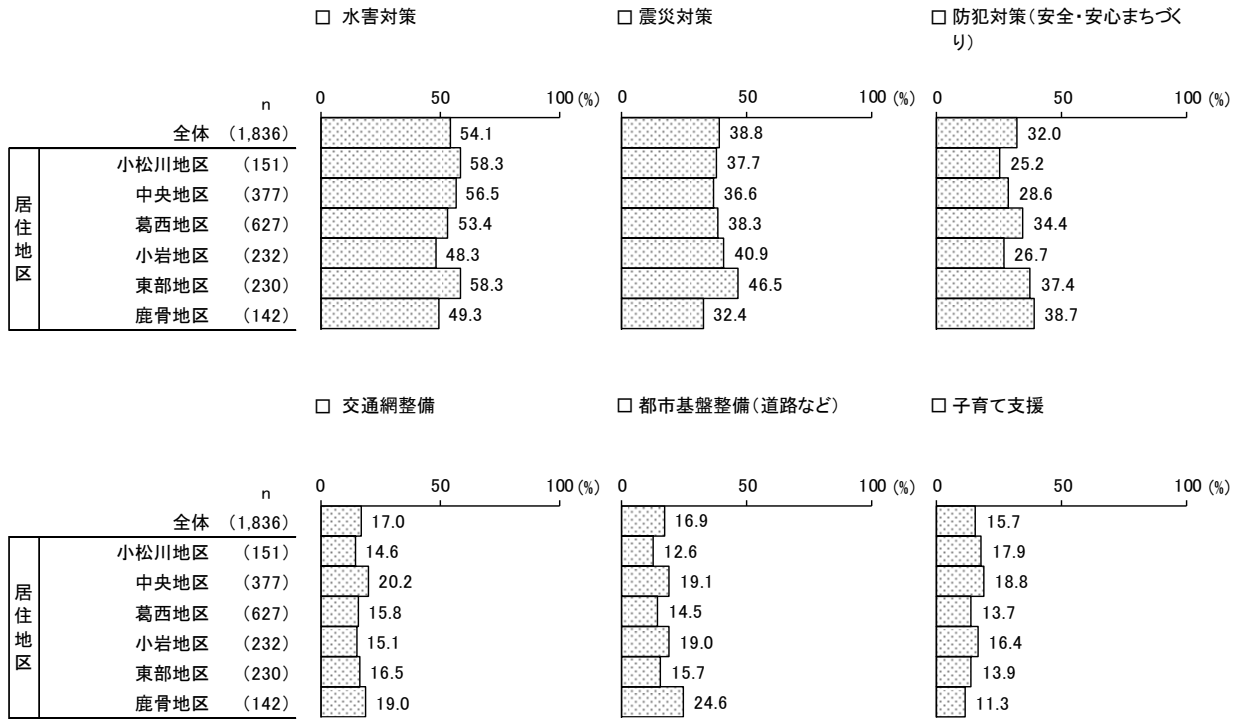 □ 水害対策
□ 震災対策
□ 防犯対策(安全・安心まちづく
り)
n 0 50 100 (%) 0 50 100 (%) 0 50 100 (%)
全体 (1,836) 54.1 38.8 32.0
居住地区
小松川地区 (151) 58.3 37.7 25.2
中央地区 (377) 56.5 36.6 28.6
葛西地区 (627) 53.4 38.3 34.4
小岩地区 (232) 48.3 40.9 26.7
東部地区 (230) 58.3 46.5 37.4
鹿骨地区 (142) 49.3 32.4 38.7
□ 交通網整備
□ 都市基盤整備(道路など)
□ 子育て支援
n 0 50 100 (%) 0 50 100 (%) 0 50 100 (%)
全体 (1,836) 17.0 16.9 15.7
居住地区
小松川地区 (151) 14.6 12.6 17.9
中央地区 (377) 20.2 19.1 18.8
葛西地区 (627) 15.8 14.5 13.7
小岩地区 (232) 15.1 19.0 16.4
東部地区 (230) 16.5 15.7 13.9
鹿骨地区 (142) 19.0 24.6 11.3